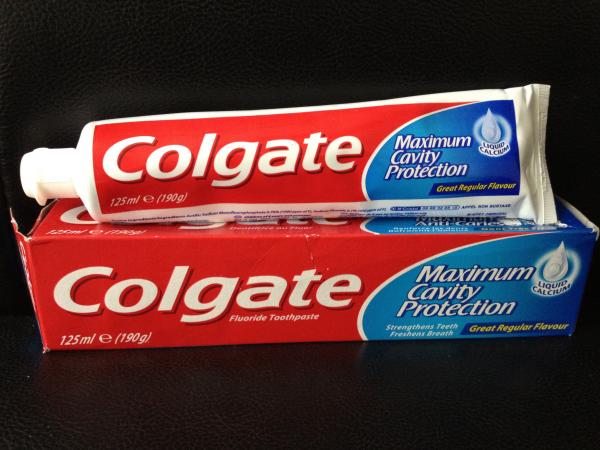 Colgate
Maximum
Cavity
Protection
LIQUID
CALCIUM
Great Regular Flavour
125ml e (190g)
125ml
Colgate
Fluoride Toothpaste
125ml e (190g)
Maximum
Cavity
Protection
LIQUID
CALCIUM
Strengthens Teeth
Freshens Breath
Great Regular Flavour